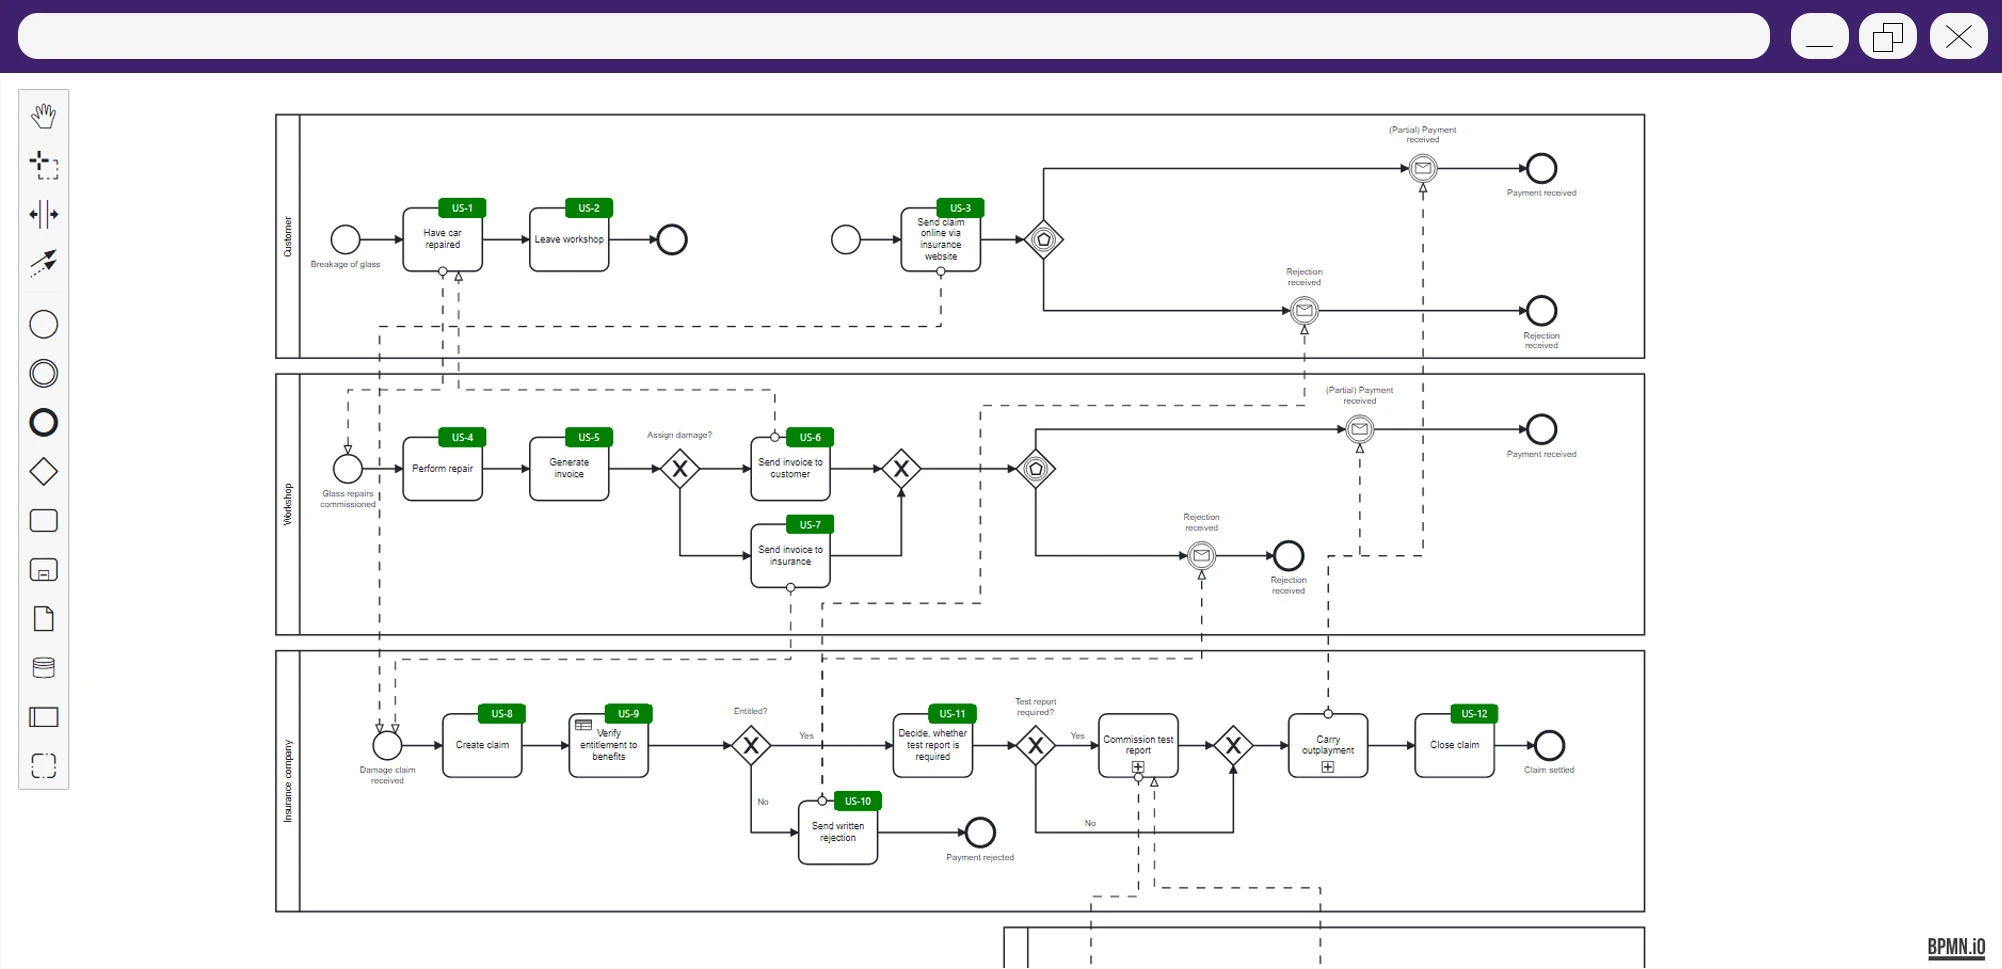 (Partial) Payment
received
Payment received
US-1
US-2
US-3
Customer
Have car
repaired
Leave workshop
Send claim
online via
insurance
website
Breakage of glass
Rejection
received
Rejection
received
(Partial) Payment
received
Workshop
US-4
US-5
Assign damage?
US-6
Perform repair
Generate
invoice
Send invoice to
customer
Payment received
Glass repairs
commissioned
US-7
Send invoice to
insurance
Rejection
received
Rejection
received
Insurance company
US-8
US-9
Entitled?
US-11
Test report
required?
US-12
Create claim
Verify
entitlement to
benefits
Yes
Decide, whether
test report is
required
Yes
Commission test
report
Carry
outplayment
Close claim
Damage claim
received
Claim settled
No
US-10
Send written
rejection
No
Payment rejected
BPMN.iO